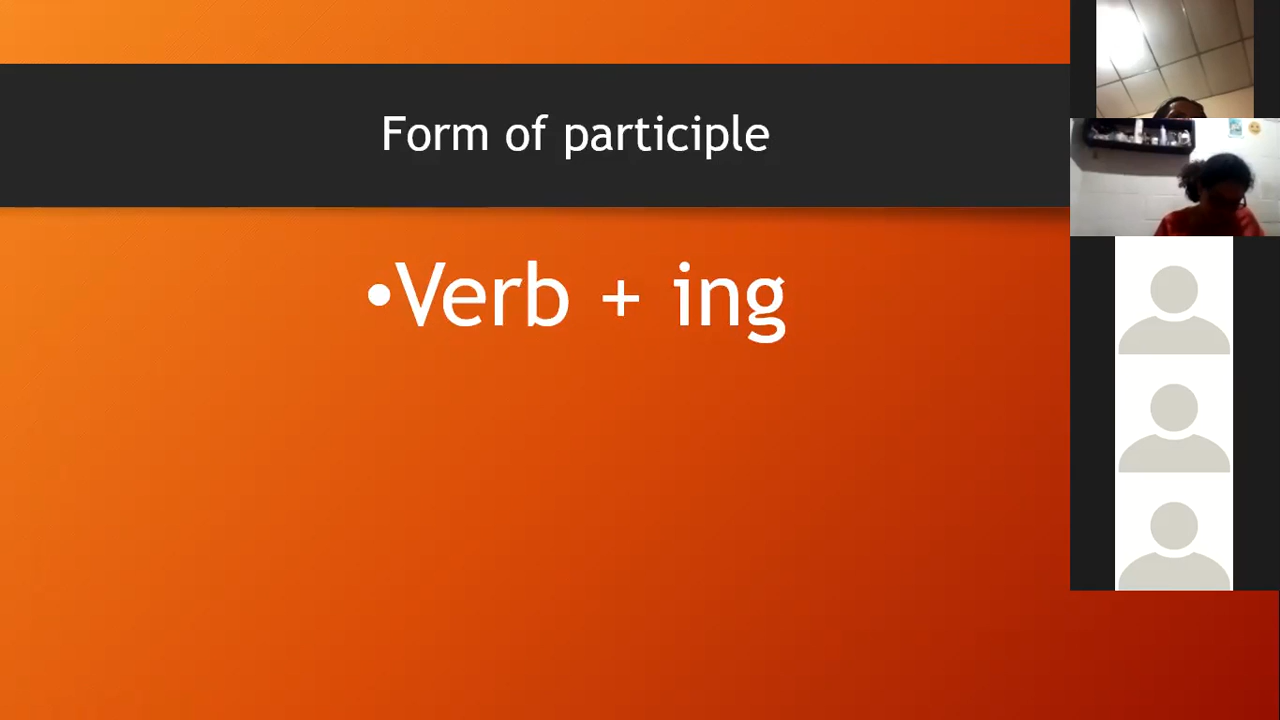 Form of participle
•Verb + ing